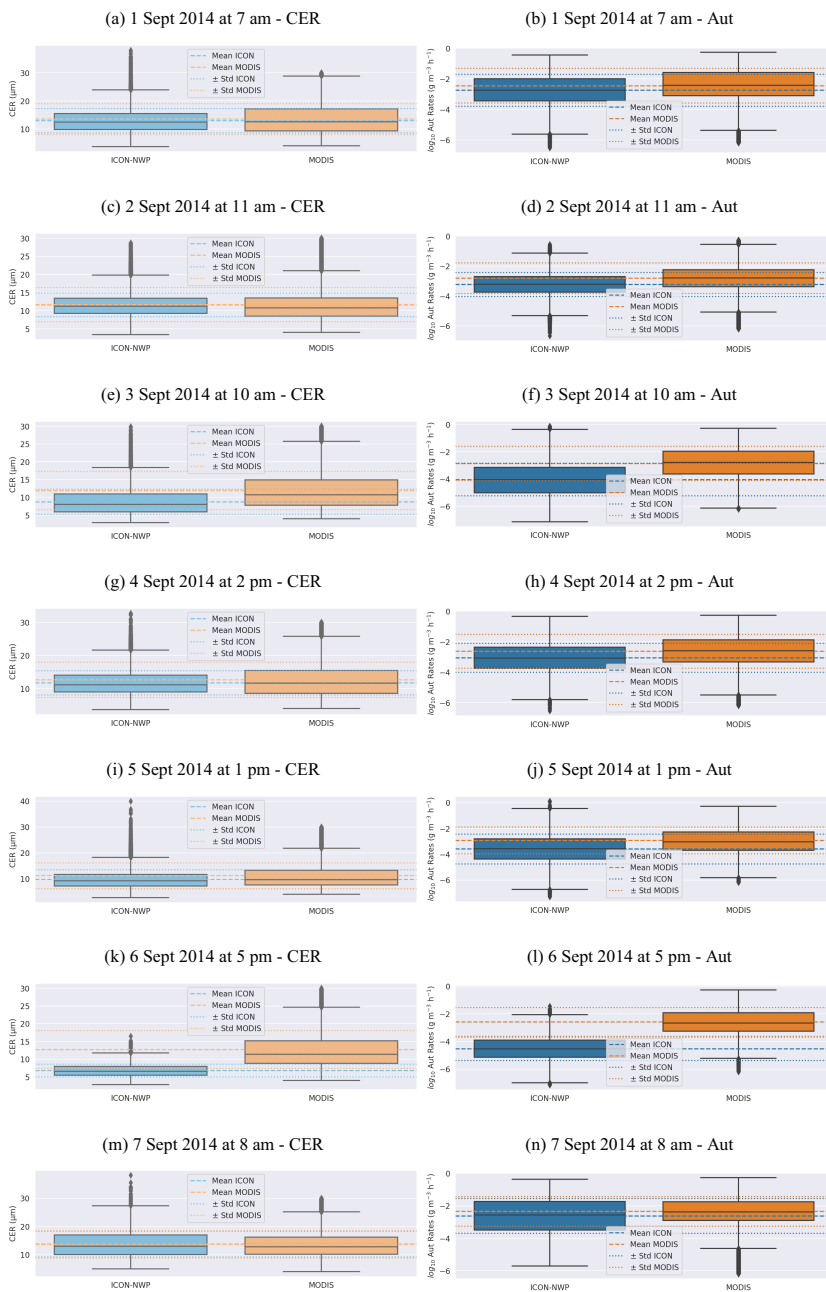 (a) 1 Sept 2014 at 7 am - CER
CER (μm)
30
20
10
Mean ICON
Mean MODIS
± Std ICON
± Std MODIS
ICON-NWP
MODIS
(b) 1 Sept 2014 at 7 am - Aut
log10 Aut Rates (g m−3 h−1)
0
−2
−4
−6
Mean ICON
Mean MODIS
± Std ICON
± Std MODIS
ICON-NWP
MODIS
(c) 2 Sept 2014 at 11 am - CER
CER (μm)
30
25
20
15
10
5
Mean ICON
Mean MODIS
± Std ICON
± Std MODIS
ICON-NWP
MODIS
(d) 2 Sept 2014 at 11 am - Aut
log10 Aut Rates (g m−3 h−1)
0
−2
−4
−6
Mean ICON
Mean MODIS
± Std ICON
± Std MODIS
ICON-NWP
MODIS
(e) 3 Sept 2014 at 10 am - CER
CER (μm)
30
25
20
15
10
5
Mean ICON
Mean MODIS
± Std ICON
± Std MODIS
ICON-NWP
MODIS
(f) 3 Sept 2014 at 10 am - Aut
log10 Aut Rates (g m−3 h−1)
0
−2
−4
−6
Mean ICON
Mean MODIS
± Std ICON
± Std MODIS
ICON-NWP
MODIS
(g) 4 Sept 2014 at 2 pm - CER
CER (μm)
30
20
10
Mean ICON
Mean MODIS
± Std ICON
± Std MODIS
ICON-NWP
MODIS
(h) 4 Sept 2014 at 2 pm - Aut
log10 Aut Rates (g m−3 h−1)
0
−2
−4
−6
Mean ICON
Mean MODIS
± Std ICON
± Std MODIS
ICON-NWP
MODIS
(i) 5 Sept 2014 at 1 pm - CER
CER (μm)
40
30
20
10
Mean ICON
Mean MODIS
± Std ICON
± Std MODIS
ICON-NWP
MODIS
(j) 5 Sept 2014 at 1 pm - Aut
log10 Aut Rates (g m−3 h−1)
0
−2
−4
−6
Mean ICON
Mean MODIS
± Std ICON
± Std MODIS
ICON-NWP
MODIS
(k) 6 Sept 2014 at 5 pm - CER
CER (μm)
30
25
20
15
10
5
Mean ICON
Mean MODIS
± Std ICON
± Std MODIS
ICON-NWP
MODIS
(l) 6 Sept 2014 at 5 pm - Aut
log10 Aut Rates (g m−3 h−1)
0
−2
−4
−6
Mean ICON
Mean MODIS
± Std ICON
± Std MODIS
ICON-NWP
MODIS
(m) 7 Sept 2014 at 8 am - CER
CER (μm)
30
20
10
Mean ICON
Mean MODIS
± Std ICON
± Std MODIS
ICON-NWP
MODIS
(n) 7 Sept 2014 at 8 am - Aut
log10 Aut Rates (g m−3 h−1)
0
−2
−4
−6
Mean ICON
Mean MODIS
± Std ICON
± Std MODIS
ICON-NWP
MODIS